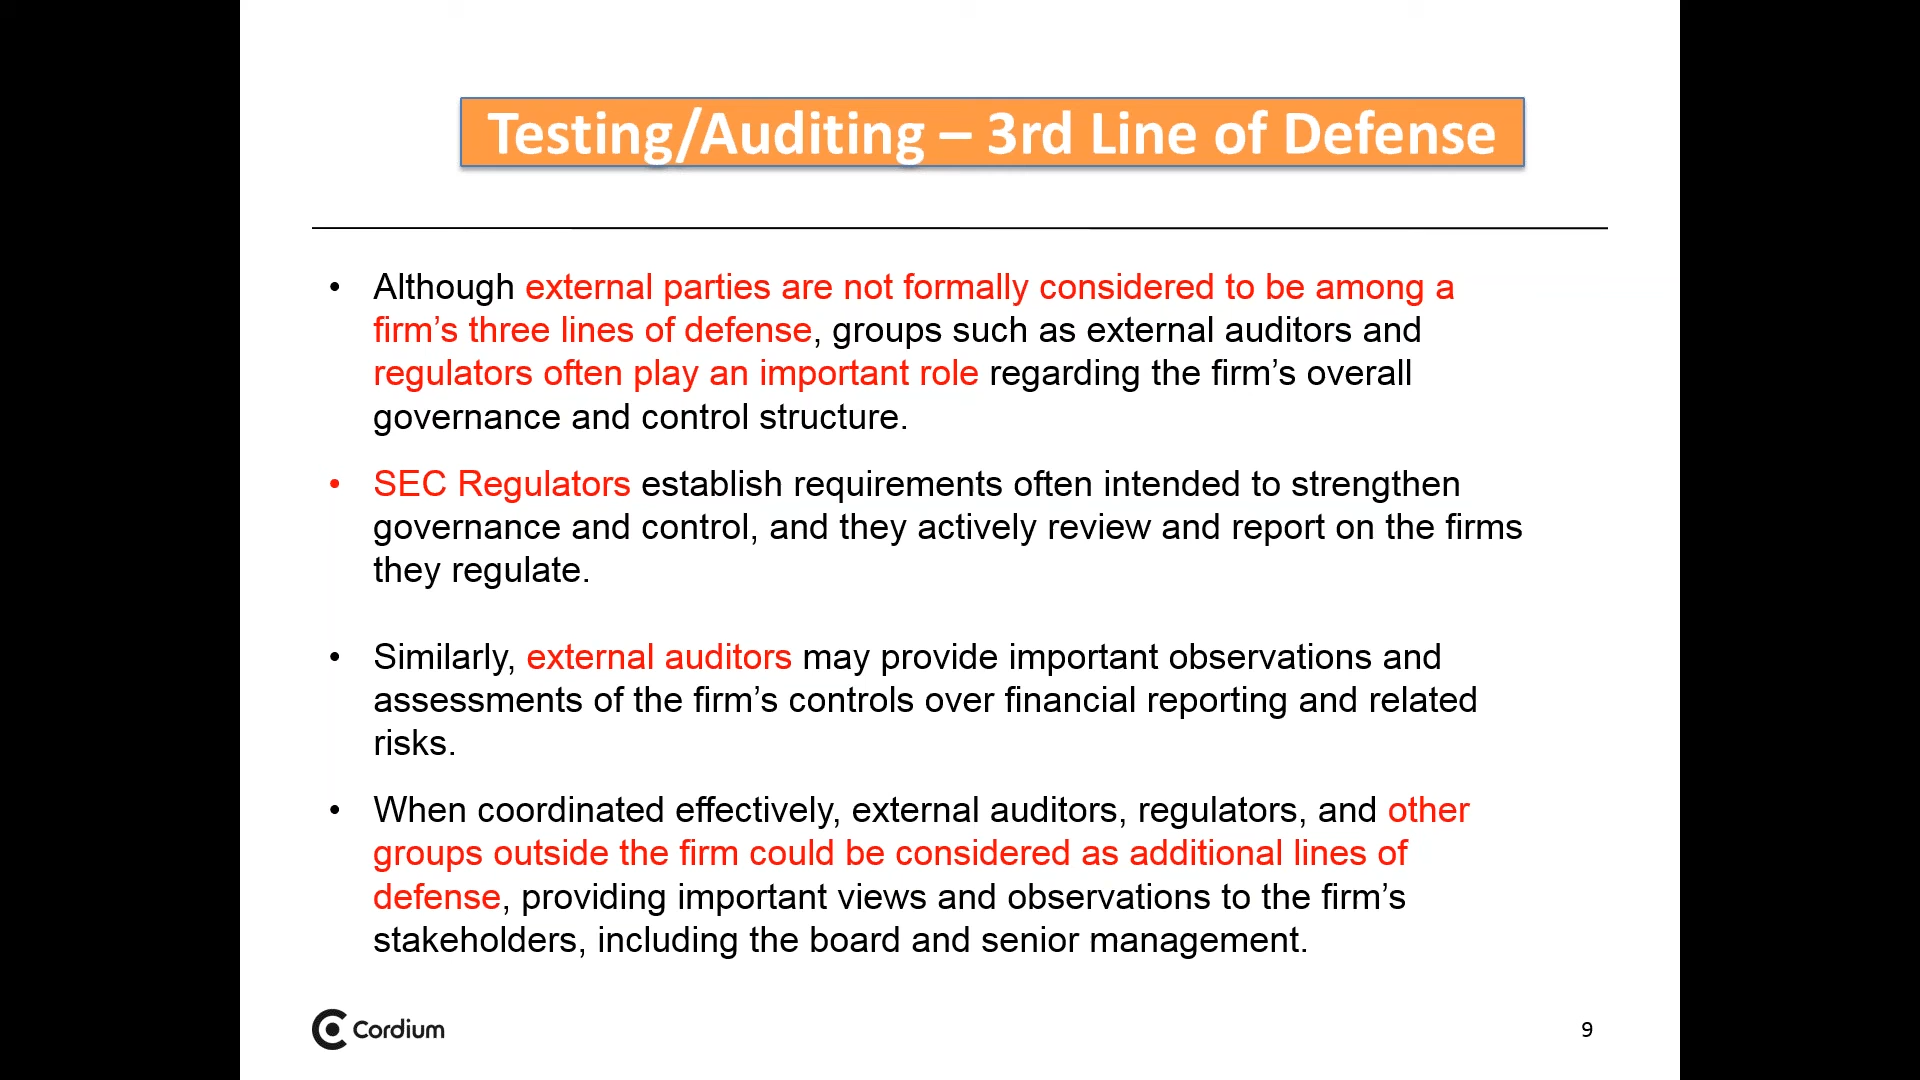 Testing/Auditing – 3rd Line of Defense
• Although external parties are not formally considered to be among a
firm’s three lines of defense, groups such as external auditors and
regulators often play an important role regarding the firm’s overall
governance and control structure.
• SEC Regulators establish requirements often intended to strengthen
governance and control, and they actively review and report on the firms
they regulate.
• Similarly, external auditors may provide important observations and
assessments of the firm’s controls over financial reporting and related
risks.
• When coordinated effectively, external auditors, regulators, and other
groups outside the firm could be considered as additional lines of
defense, providing important views and observations to the firm’s
stakeholders, including the board and senior management.
Cordium
9